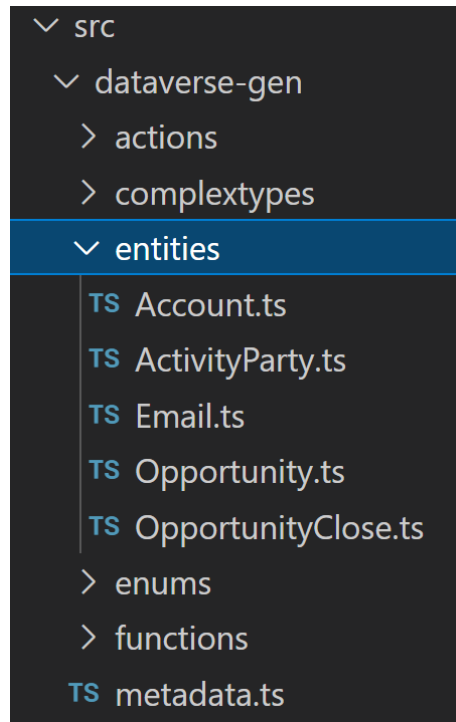 src
dataverse-gen
actions
complextypes
entities
TS Account.ts
TS ActivityParty.ts
TS Email.ts
TS Opportunity.ts
TS OpportunityClose.ts
enums
functions
TS metadata.ts